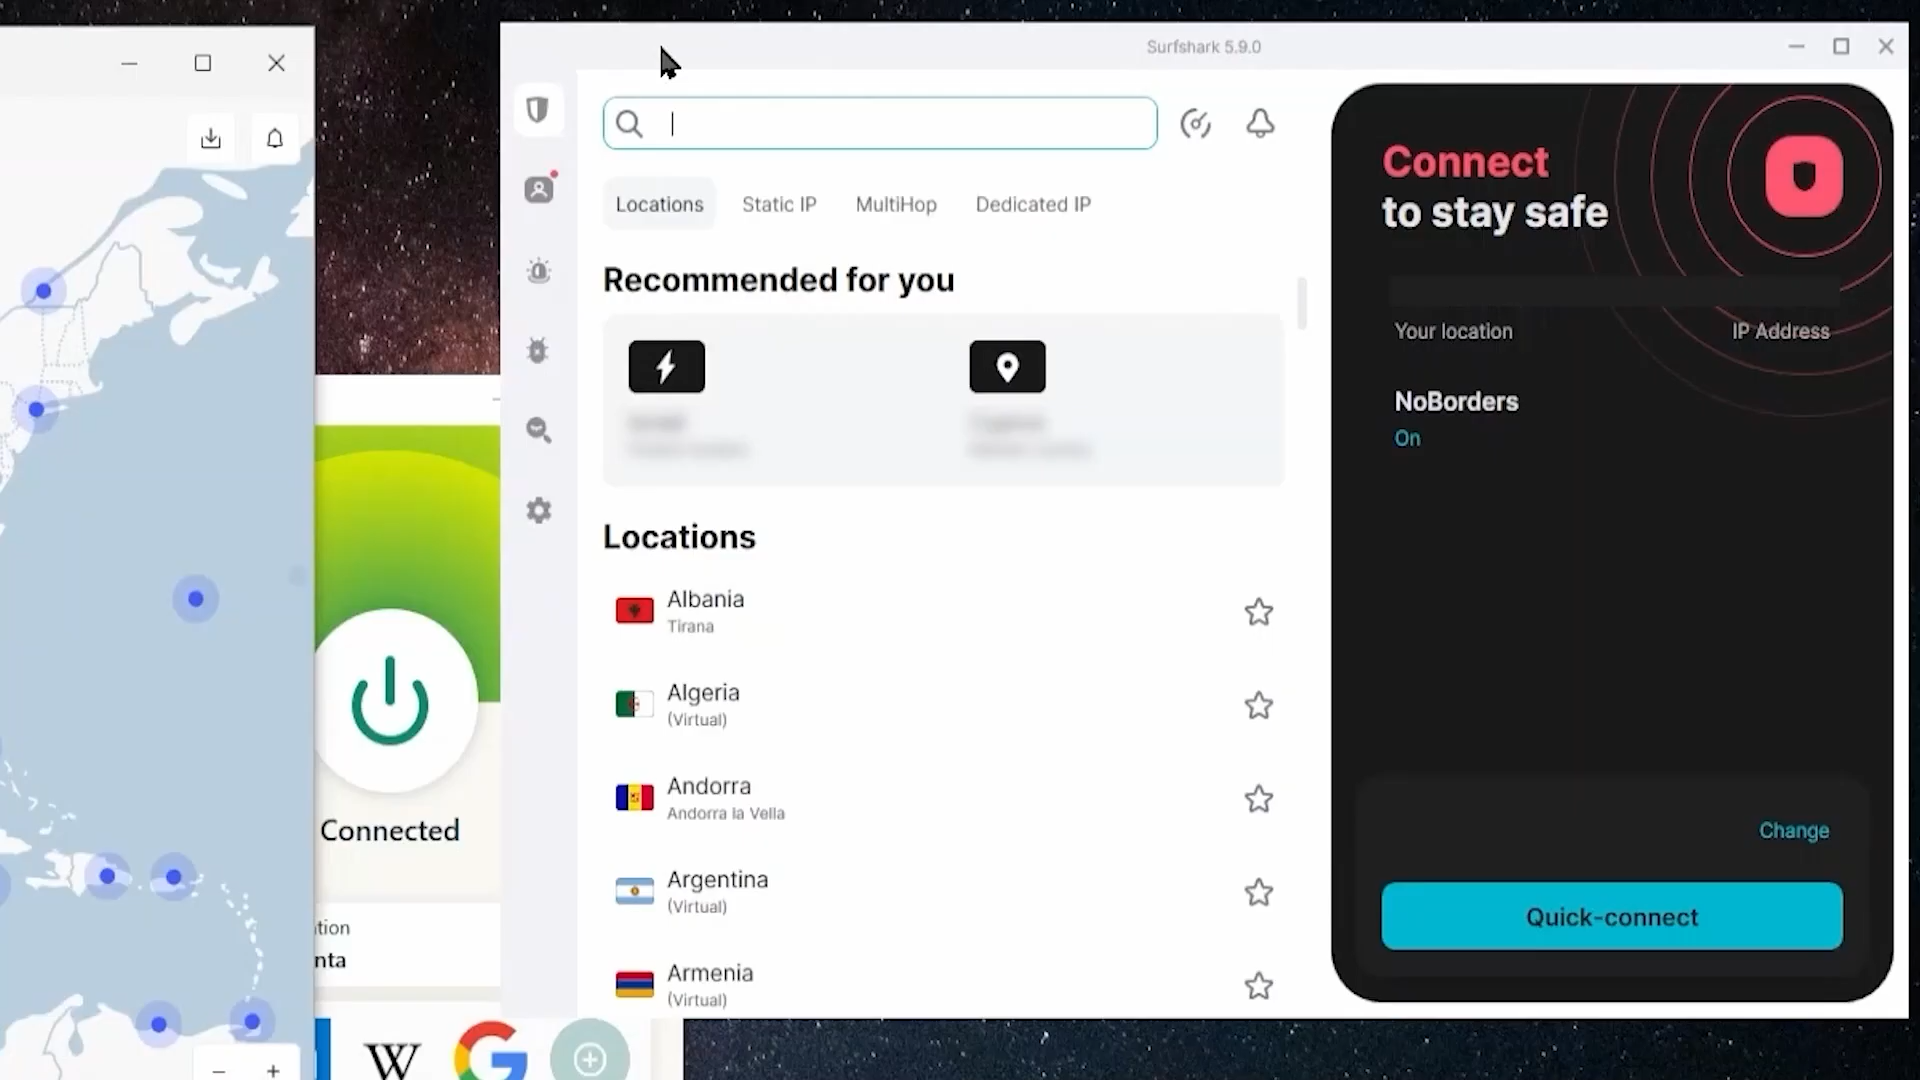 Surfshark 5.9.0
Locations
Static IP
MultiHop
Dedicated IP
Recommended for you
Locations
Albania
Tirana
Algeria
(Virtual)
Andorra
Andorra la Vella
Argentina
(Virtual)
Armenia
(Virtual)
Connect
to stay safe
Your location
IP Address
NoBorders
On
Change
Quick-connect
Connected
tion
nta
W
G